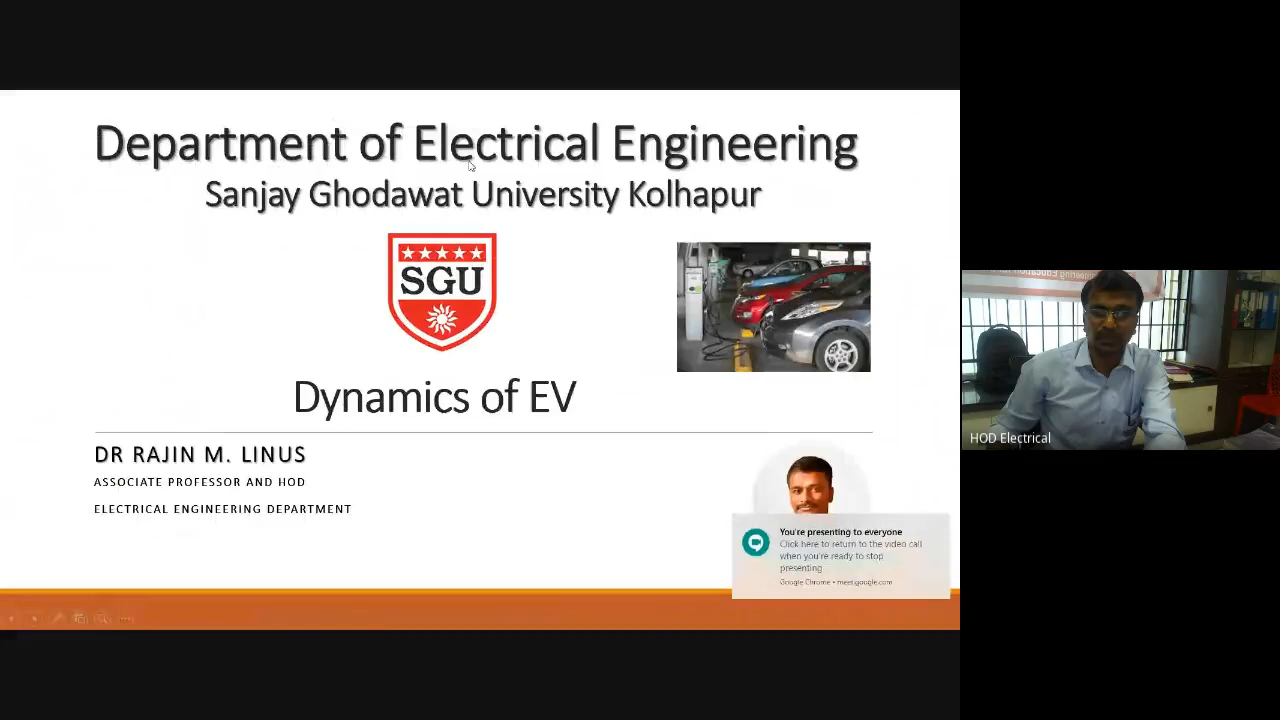 Department of Electrical Engineering
Sanjay Ghodawat University Kolhapur
SGU
Dynamics of EV
DR RAJIN M. LINUS
ASSOCIATE PROFESSOR AND HOD
ELECTRICAL ENGINEERING DEPARTMENT
You're presenting to everyone
Click here to return to the video call
when you're ready to stop
presenting
Google Chrome • meet.google.com
HOD Electrical